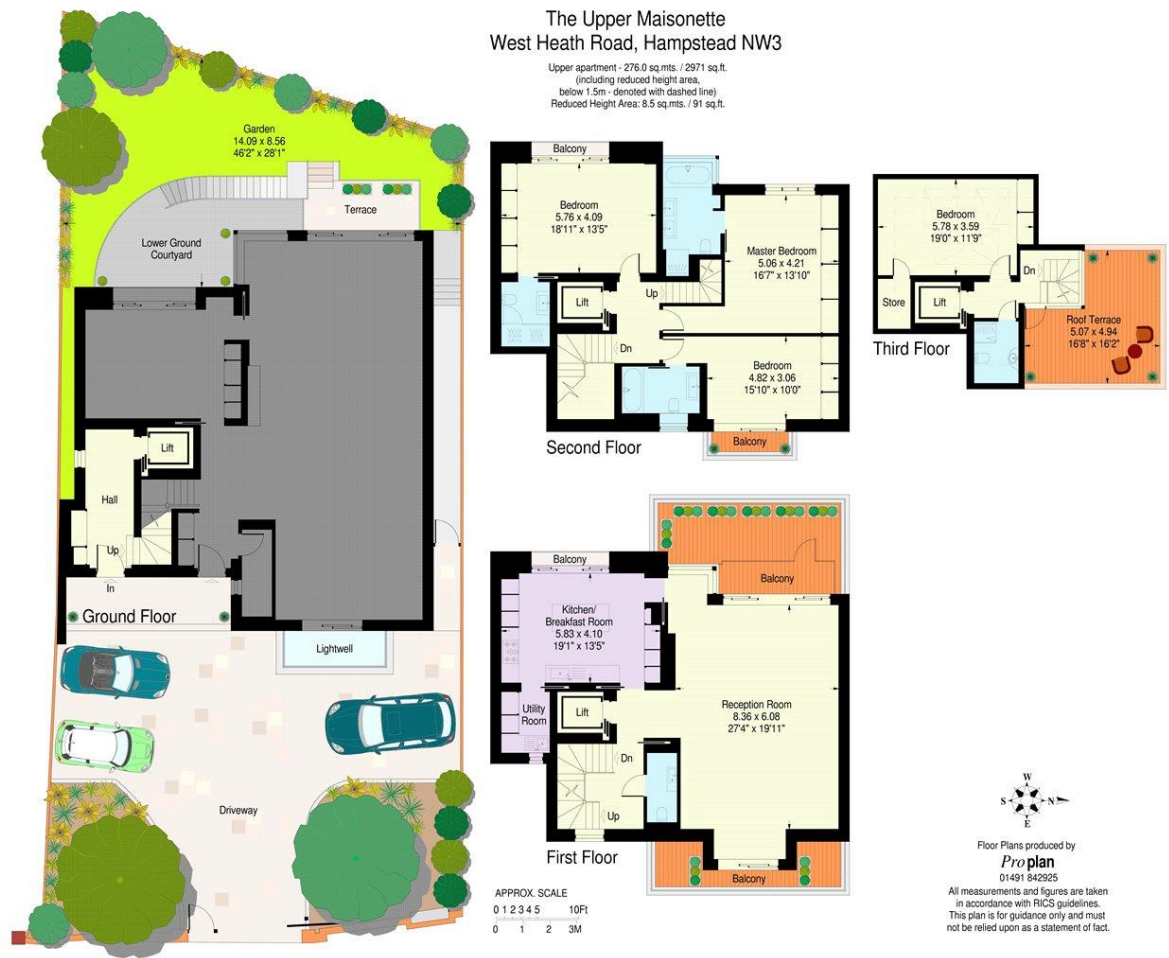 The Upper Maisonette
West Heath Road, Hampstead NW3
Upper apartment - 276.0 sq.mts. / 2971 sq.ft.
(including reduced height area,
below 1.5m - denoted with dashed line)
Reduced Height Area: 8.5 sq.mts. / 91 sq.ft.
Garden
14.09 x 8.56
46'2" x 28'1"
Terrace
Lower Ground
Courtyard
Lift
Hall
Up
In
Ground Floor
Lightwell
Driveway
Balcony
Bedroom
5.76 x 4.09
18'11" x 13'5"
Master Bedroom
5.06 x 4.21
16'7" x 13'10"
Lift
Up
Dn
Bedroom
4.82 x 3.06
15'10" x 10'0"
Second Floor
Balcony
Bedroom
5.78 x 3.59
19'0" x 11'9"
Dn
Store
Lift
Roof Terrace
5.07 x 4.94
16'8" x 16'2"
Third Floor
Balcony
Balcony
Kitchen/
Breakfast Room
5.83 x 4.10
19'1" x 13'5"
Utility
Room
Lift
Reception Room
8.36 x 6.08
27'4" x 19'11"
Dn
Up
First Floor
Balcony
APPROX. SCALE
0 1 2 3 4 5 10Ft
0 1 2 3M
W
S N
E
Floor Plans produced by
Proplan
01491 842925
All measurements and figures are taken
in accordance with RICS guidelines.
This plan is for guidance only and must
not be relied upon as a statement of fact.